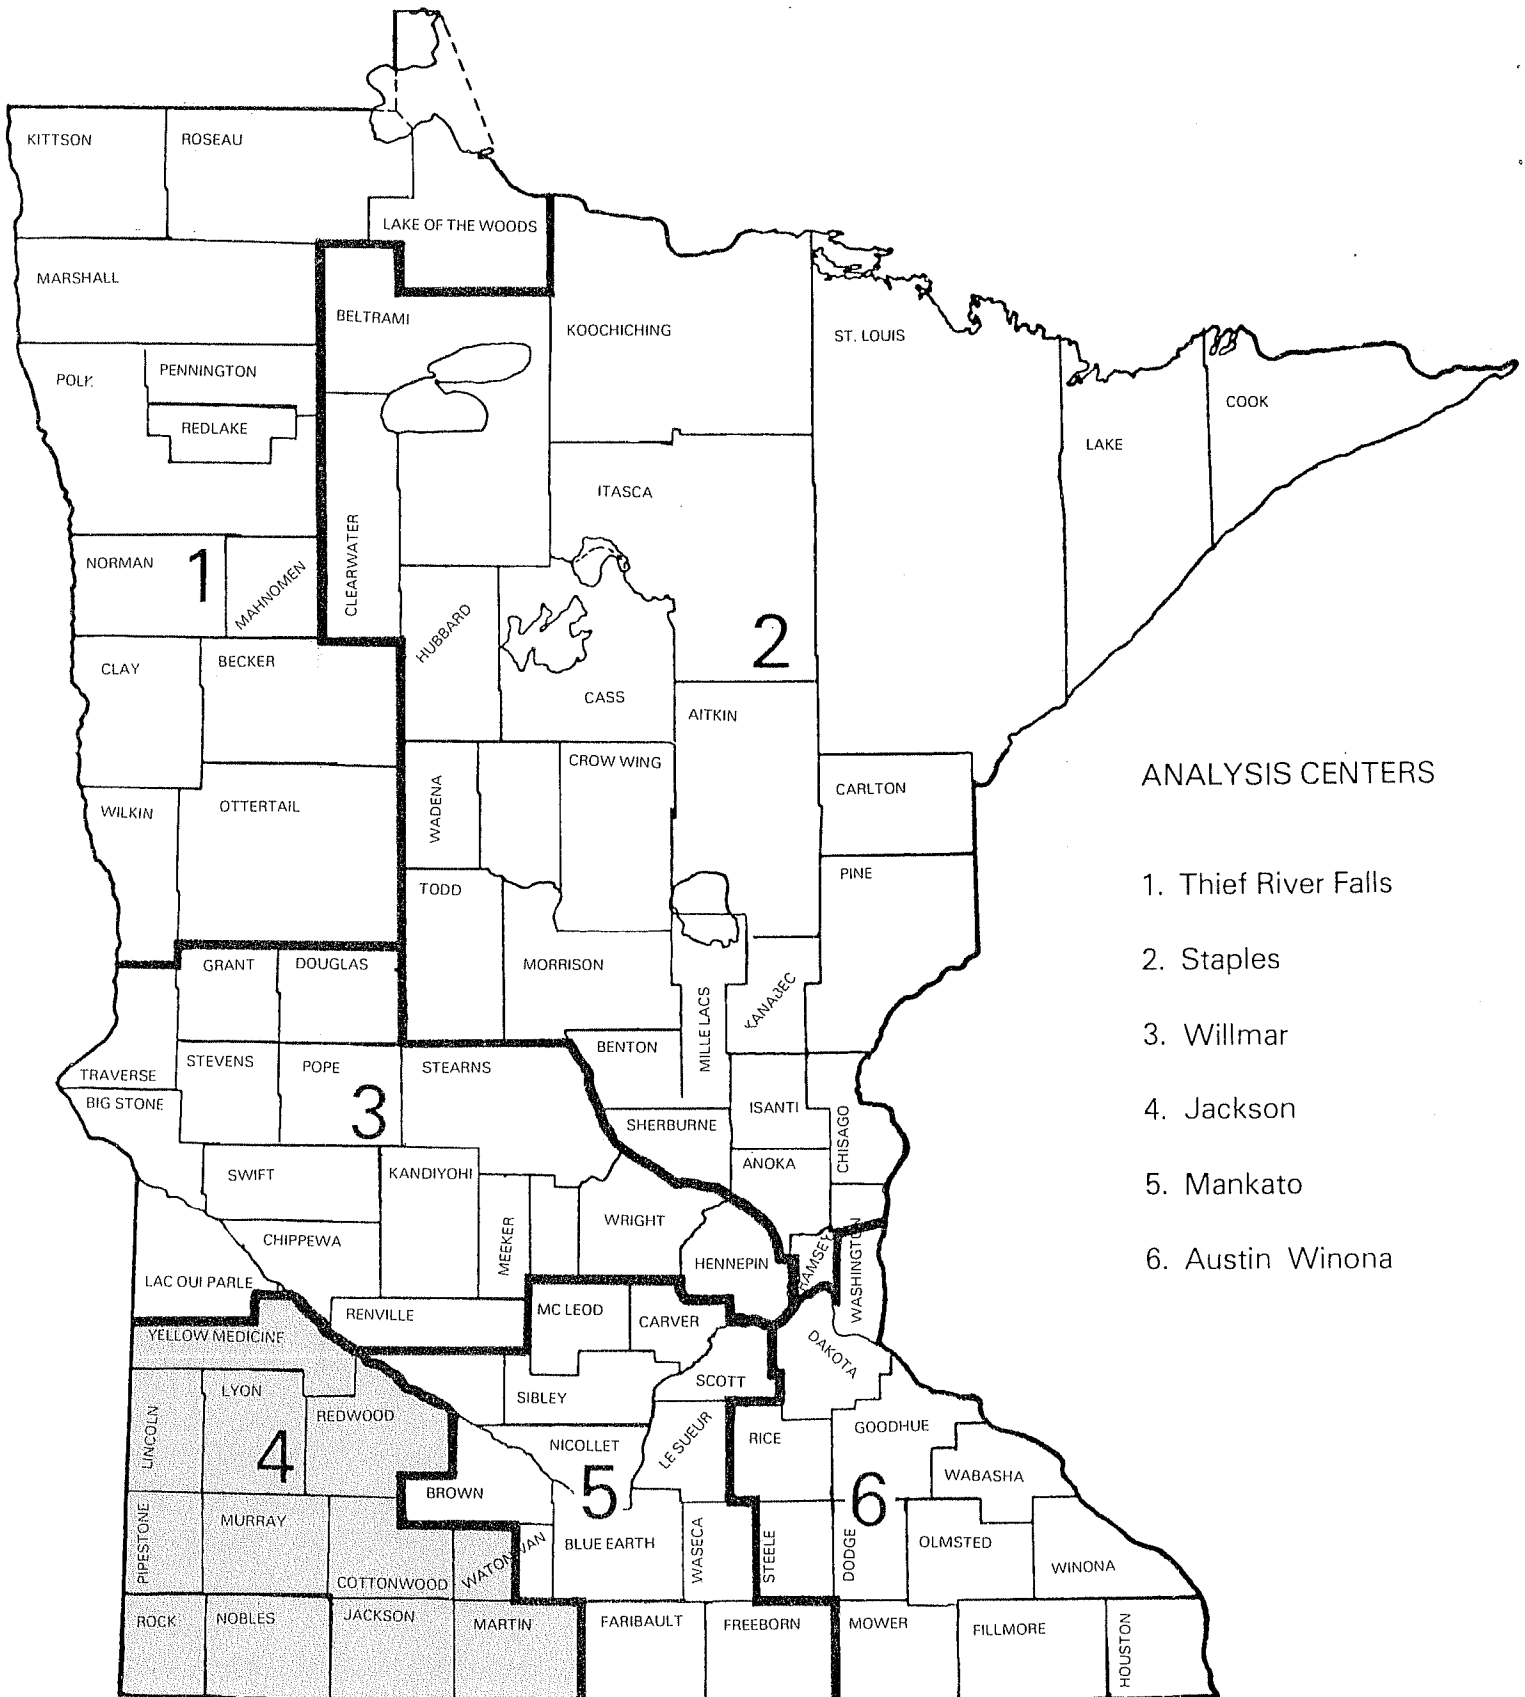 KITTSON
ROSEAU
LAKE OF THE WOODS
MARSHALL
BELTRAMI
KOOCHICHING
ST. LOUIS
POLK
PENNINGTON
REDLAKE
COOK
LAKE
ITASCA
NORMAN
1
MAHNOMEN
CLEARWATER
HUBBARD
2
CLAY
BECKER
CASS
AITKIN
CROW WING
WADENA
CARLTON
WILKIN
OTTERTAIL
PINE
TODD
GRANT
DOUGLAS
MORRISON
MILLE LACS
KANABEC
BENTON
STEVENS
POPE
STEARNS
TRAVERSE
BIG STONE
3
ISANTI
SHERBURNE
CHISAGO
ANOKA
SWIFT
KANDIYOHI
WRIGHT
MEEKER
CHIPPEWA
HENNEPIN
RAMSEY
WASHINGTON
LAC QUI PARLE
RENVILLE
MC LEOD
CARVER
YELLOW MEDICINE
DAKOTA
LYON
SIBLEY
SCOTT
LINCOLN
REDWOOD
4
NICOLLET
LE SUEUR
RICE
GOODHUE
WABASHA
5
6
BROWN
PIPESTONE
MURRAY
COTTONWOOD
WATONWAN
BLUE EARTH
WASECA
STEELE
DODGE
OLMSTED
WINONA
ROCK
NOBLES
JACKSON
MARTIN
FARIBAULT
FREEBORN
MOWER
FILLMORE
HOUSTON
ANALYSIS CENTERS
1. Thief River Falls
2. Staples
3. Willmar
4. Jackson
5. Mankato
6. Austin Winona